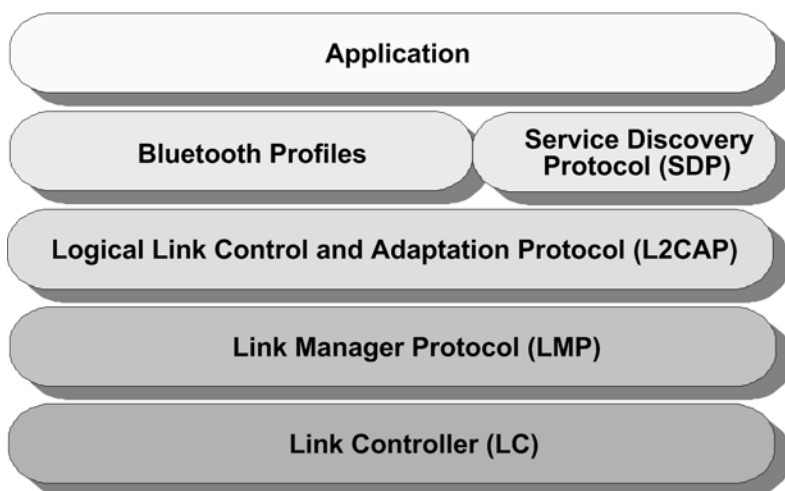 Application
Bluetooth Profiles
Service Discovery
Protocol (SDP)
Logical Link Control and Adaptation Protocol (L2CAP)
Link Manager Protocol (LMP)
Link Controller (LC)